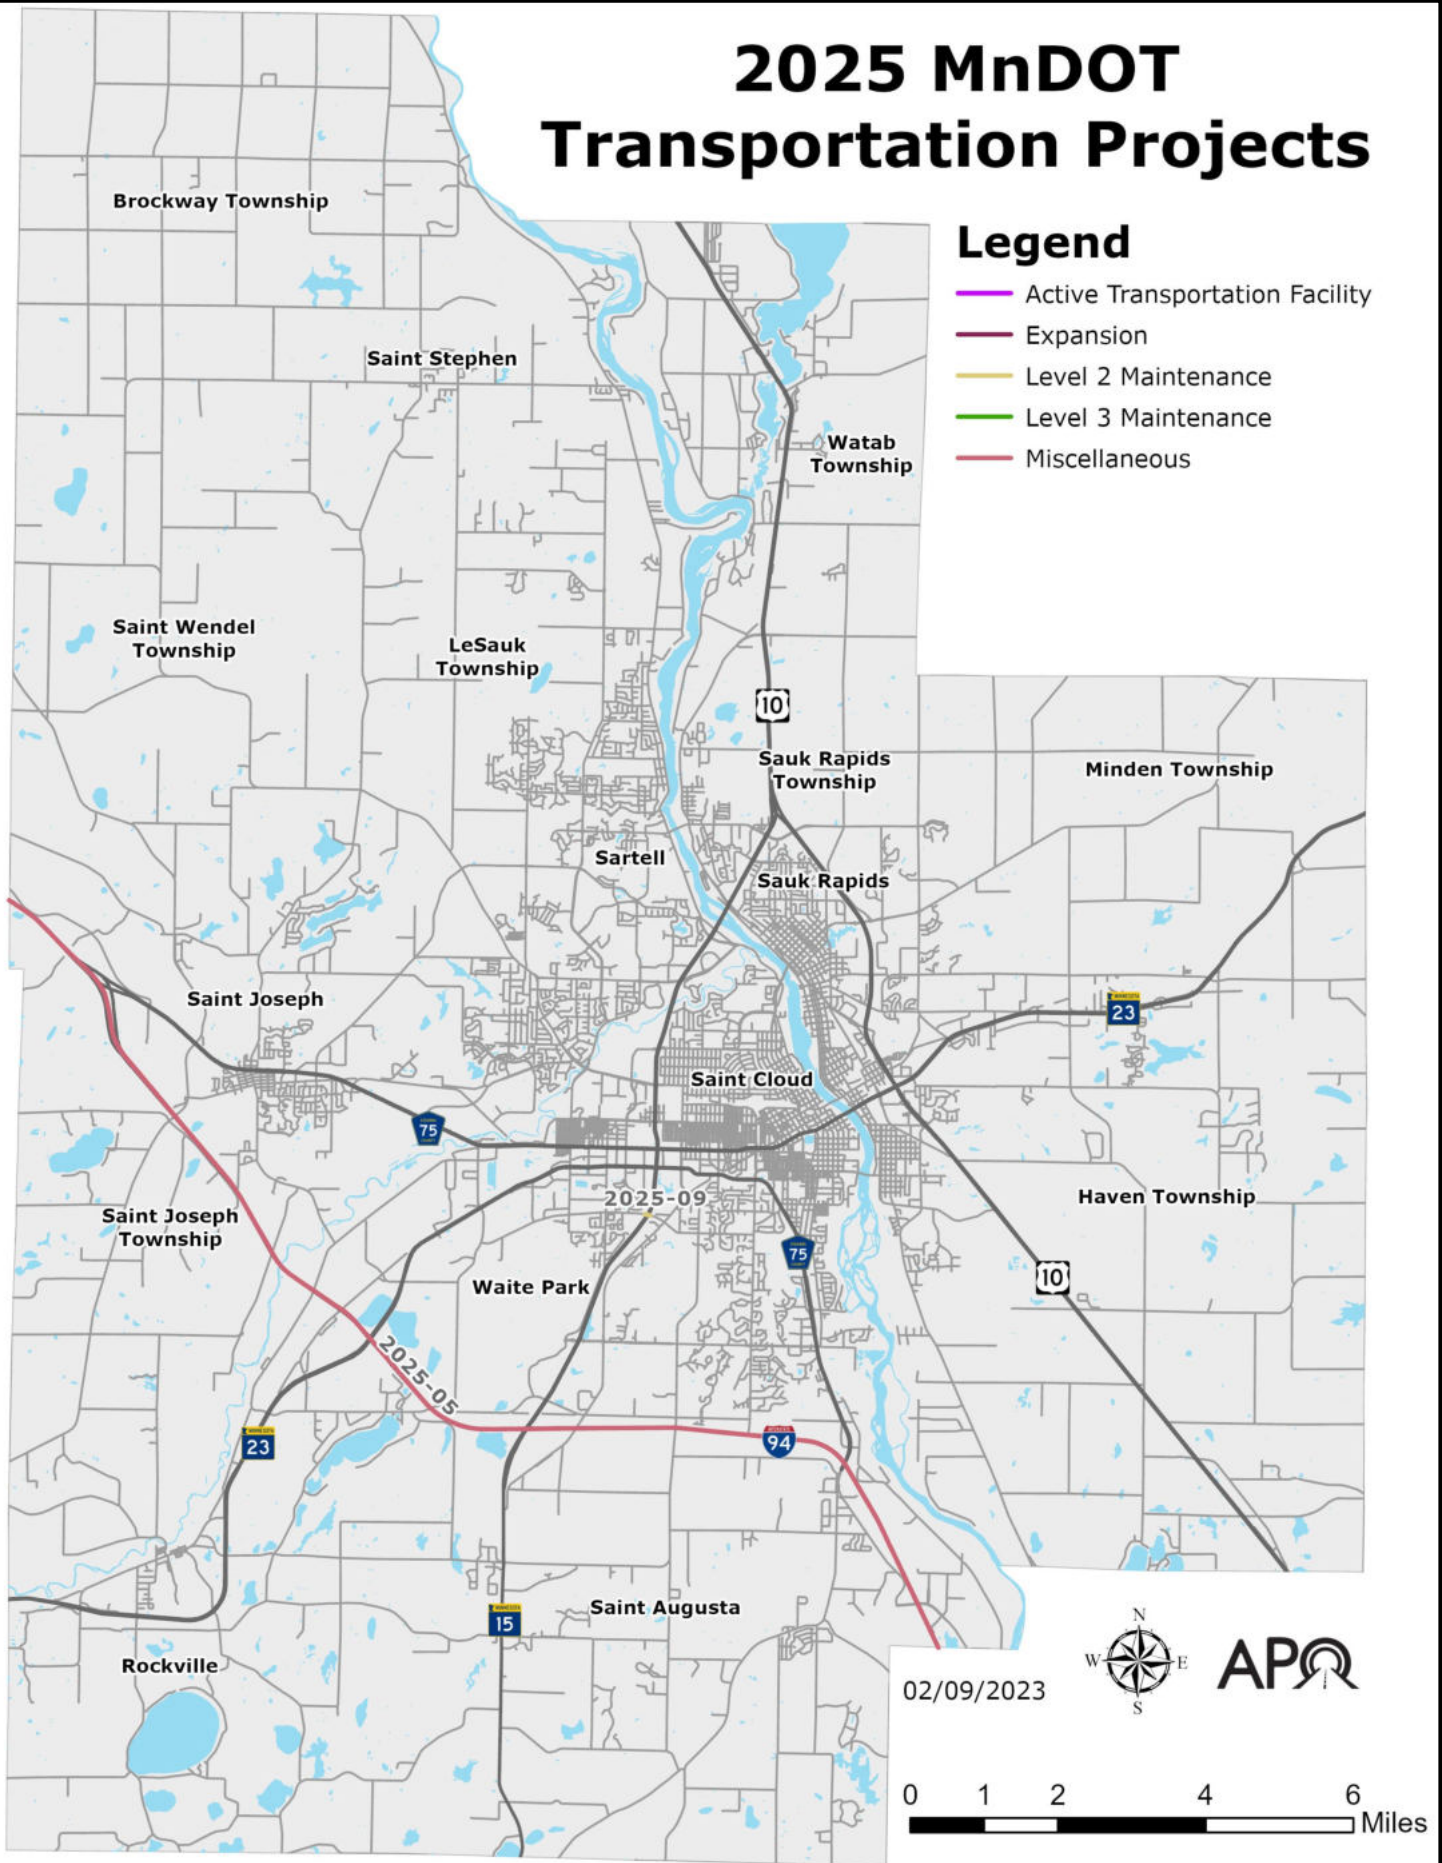 2025 MnDOT
Transportation Projects
Legend
Active Transportation Facility
Expansion
Level 2 Maintenance
Level 3 Maintenance
Miscellaneous
Brockway Township
Saint Stephen
Watab
Township
Saint Wendel
Township
LeSauk
Township
10
Sauk Rapids
Township
Minden Township
Sartell
Sauk Rapids
Saint Joseph
MINNESOTA
23
Saint Cloud
75
2025-09
Haven Township
Saint Joseph
Township
75
10
Waite Park
2025-05
MINNESOTA
23
94
Saint Augusta
MINNESOTA
15
Rockville
N
W
E
S
APO
02/09/2023
0 1 2 4 6
Miles